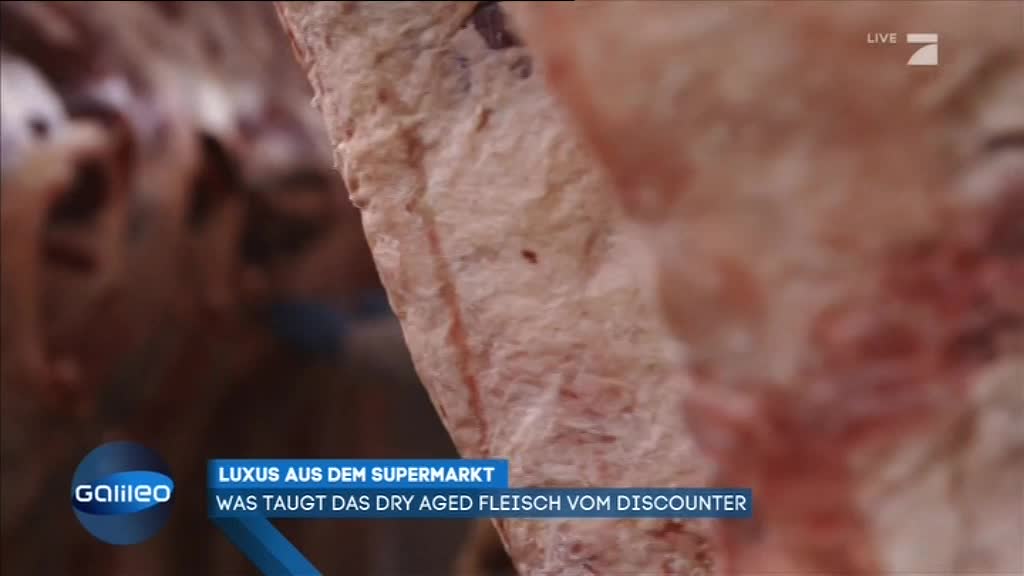 LIVE
LUXUS AUS DEM SUPERMARKT
Galileo
WAS TAUGT DAS DRY AGED FLEISCH VOM DISCOUNTER